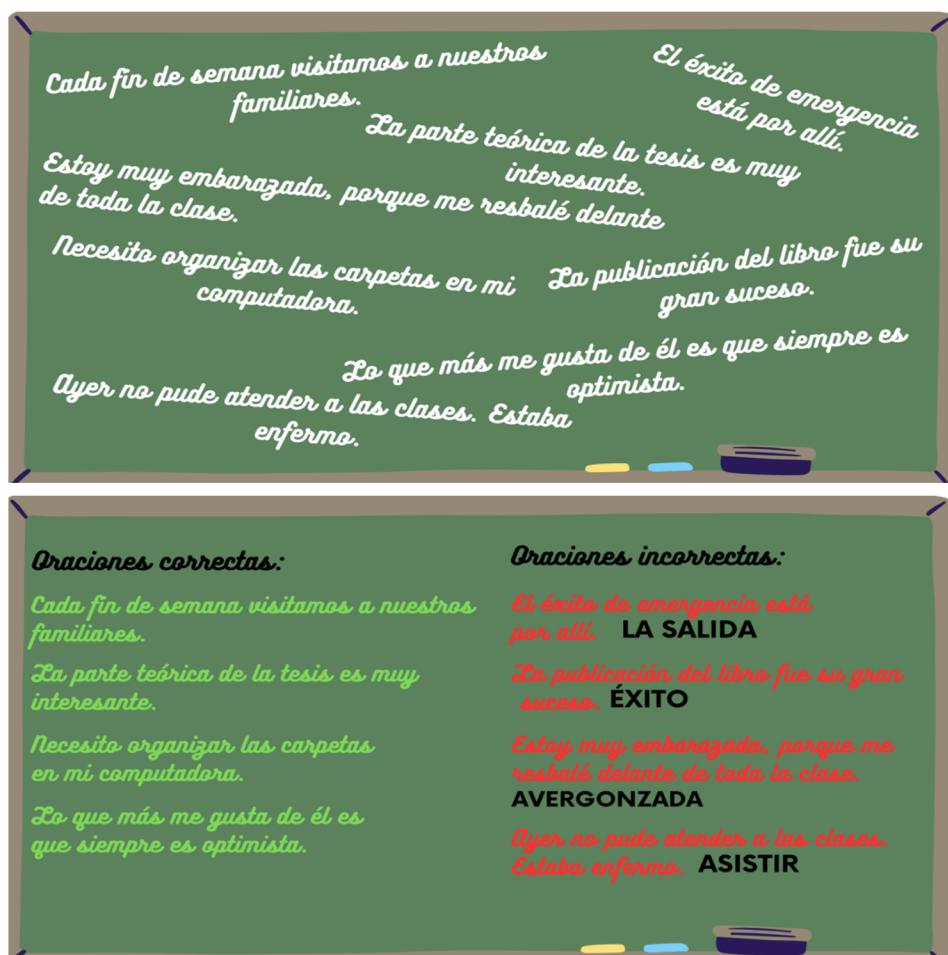 Cada fin de semana visitamos a nuestros
familiares.
El éxito de emergencia
está por allí.
La parte teórica de la tesis es muy
interesante.
Estoy muy embarazada, porque me resbalé delante
de toda la clase.
Necesito organizar las carpetas en mi
computadora.
La publicación del libro fue su
gran suceso.
Lo que más me gusta de él es que siempre es
optimista.
Ayer no pude atender a las clases. Estaba
enfermo.
Oraciones correctas:
Cada fin de semana visitamos a nuestros
familiares.
La parte teórica de la tesis es muy
interesante.
Necesito organizar las carpetas
en mi computadora.
Lo que más me gusta de él es
que siempre es optimista.
Oraciones incorrectas:
El éxito de emergencia está
por allí. LA SALIDA
La publicación del libro fue su gran
suceso. ÉXITO
Estoy muy embarazada, porque me
resbalé delante de toda la clase.
AVERGONZADA
Ayer no pude atender a las clases.
Estaba enfermo. ASISTIR